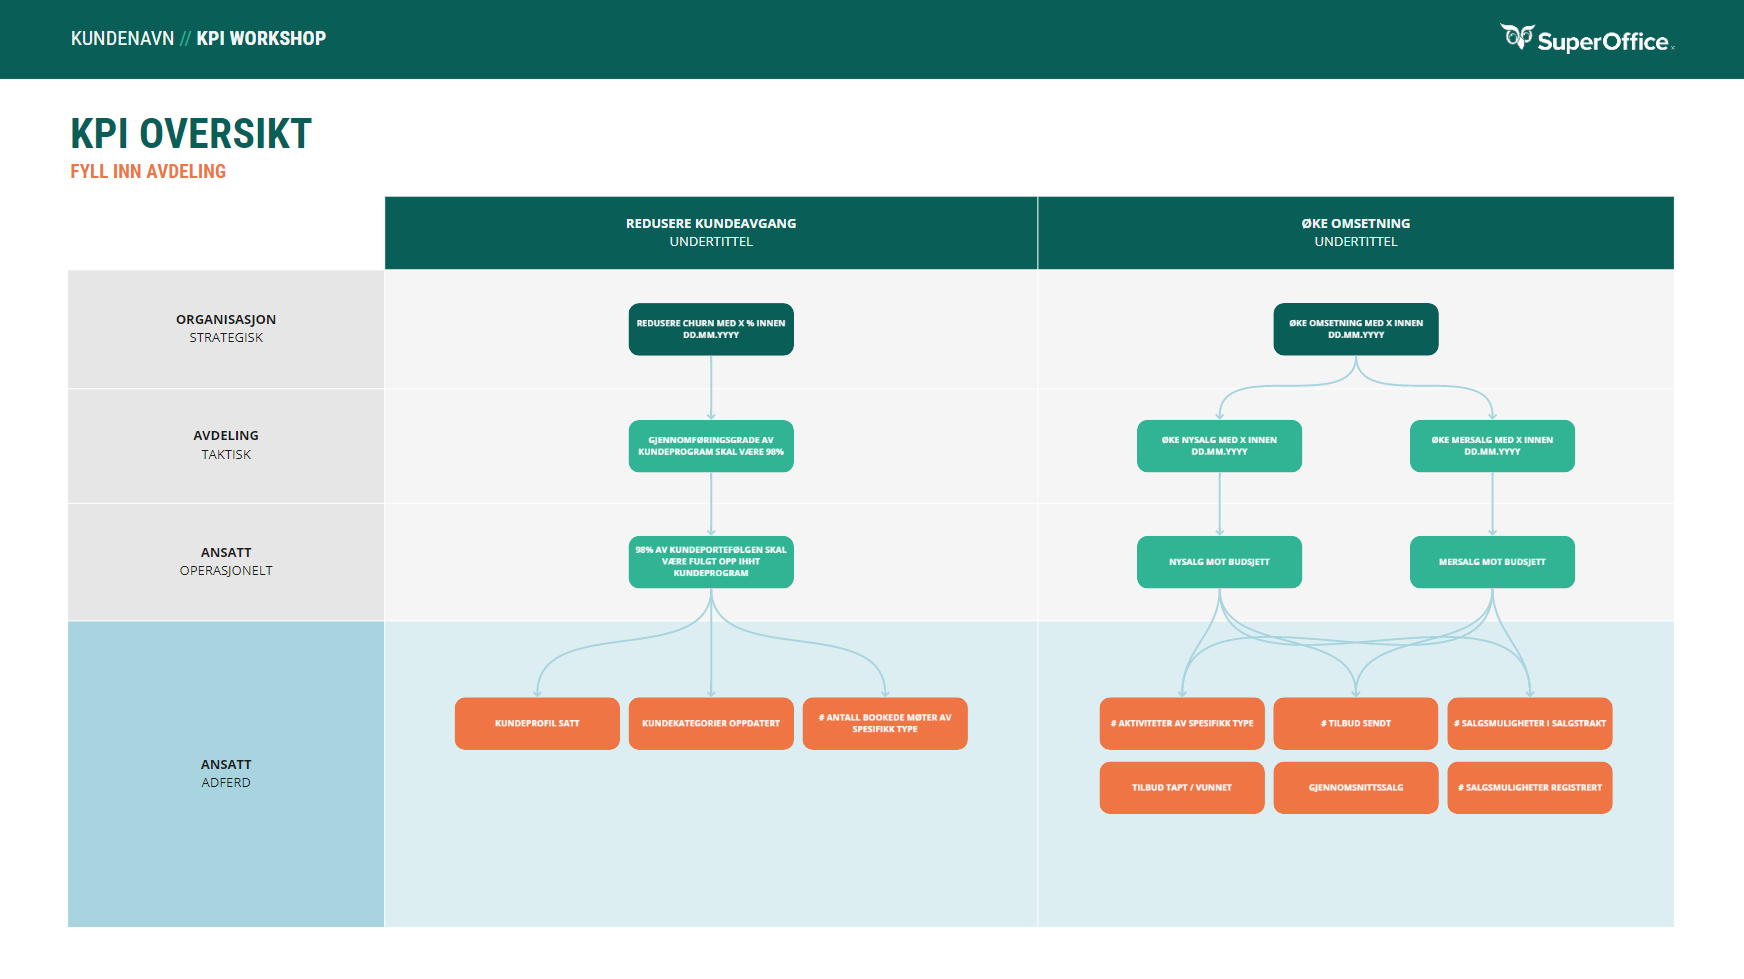 KUNDENAVN // KPI WORKSHOP
SuperOffice
KPI OVERSIKT
FYLL INN AVDELING
REDUSERE KUNDEAVGANG
UNDERTITTEL
ØKE OMSETNING
UNDERTITTEL
ORGANISASJON
STRATEGISK
REDUSERE CHURN MED X % INNEN
DD.MM.YYYY
ØKE OMSETNING MED X INNEN
DD.MM.YYYY
AVDELING
TAKTISK
GJENNOMFØRINGSGRADE AV
KUNDEPROGRAM SKAL VÆRE 98%
ØKE NYSALG MED X INNEN
DD.MM.YYYY
ØKE MERSALG MED X INNEN
DD.MM.YYYY
ANSATT
OPERASJONELT
98% AV KUNDEPORTEFØLGEN SKAL
VÆRE FULGT OPP IHHT
KUNDEPROGRAM
NYSALG MOT BUDSJETT
MERSALG MOT BUDSJETT
ANSATT
ADFERD
KUNDEPROFIL SATT
KUNDEKATEGORIER OPPDATERT
# ANTALL BOOKEDE MØTER AV
SPESIFIKK TYPE
# AKTIVITETER AV SPESIFIKK TYPE
# TILBUD SENDT
# SALGSMULIGHETER I SALGSTRAKT
TILBUD TAPT / VUNNET
GJENNOMSNITTSSALG
# SALGSMULIGHETER REGISTRERT